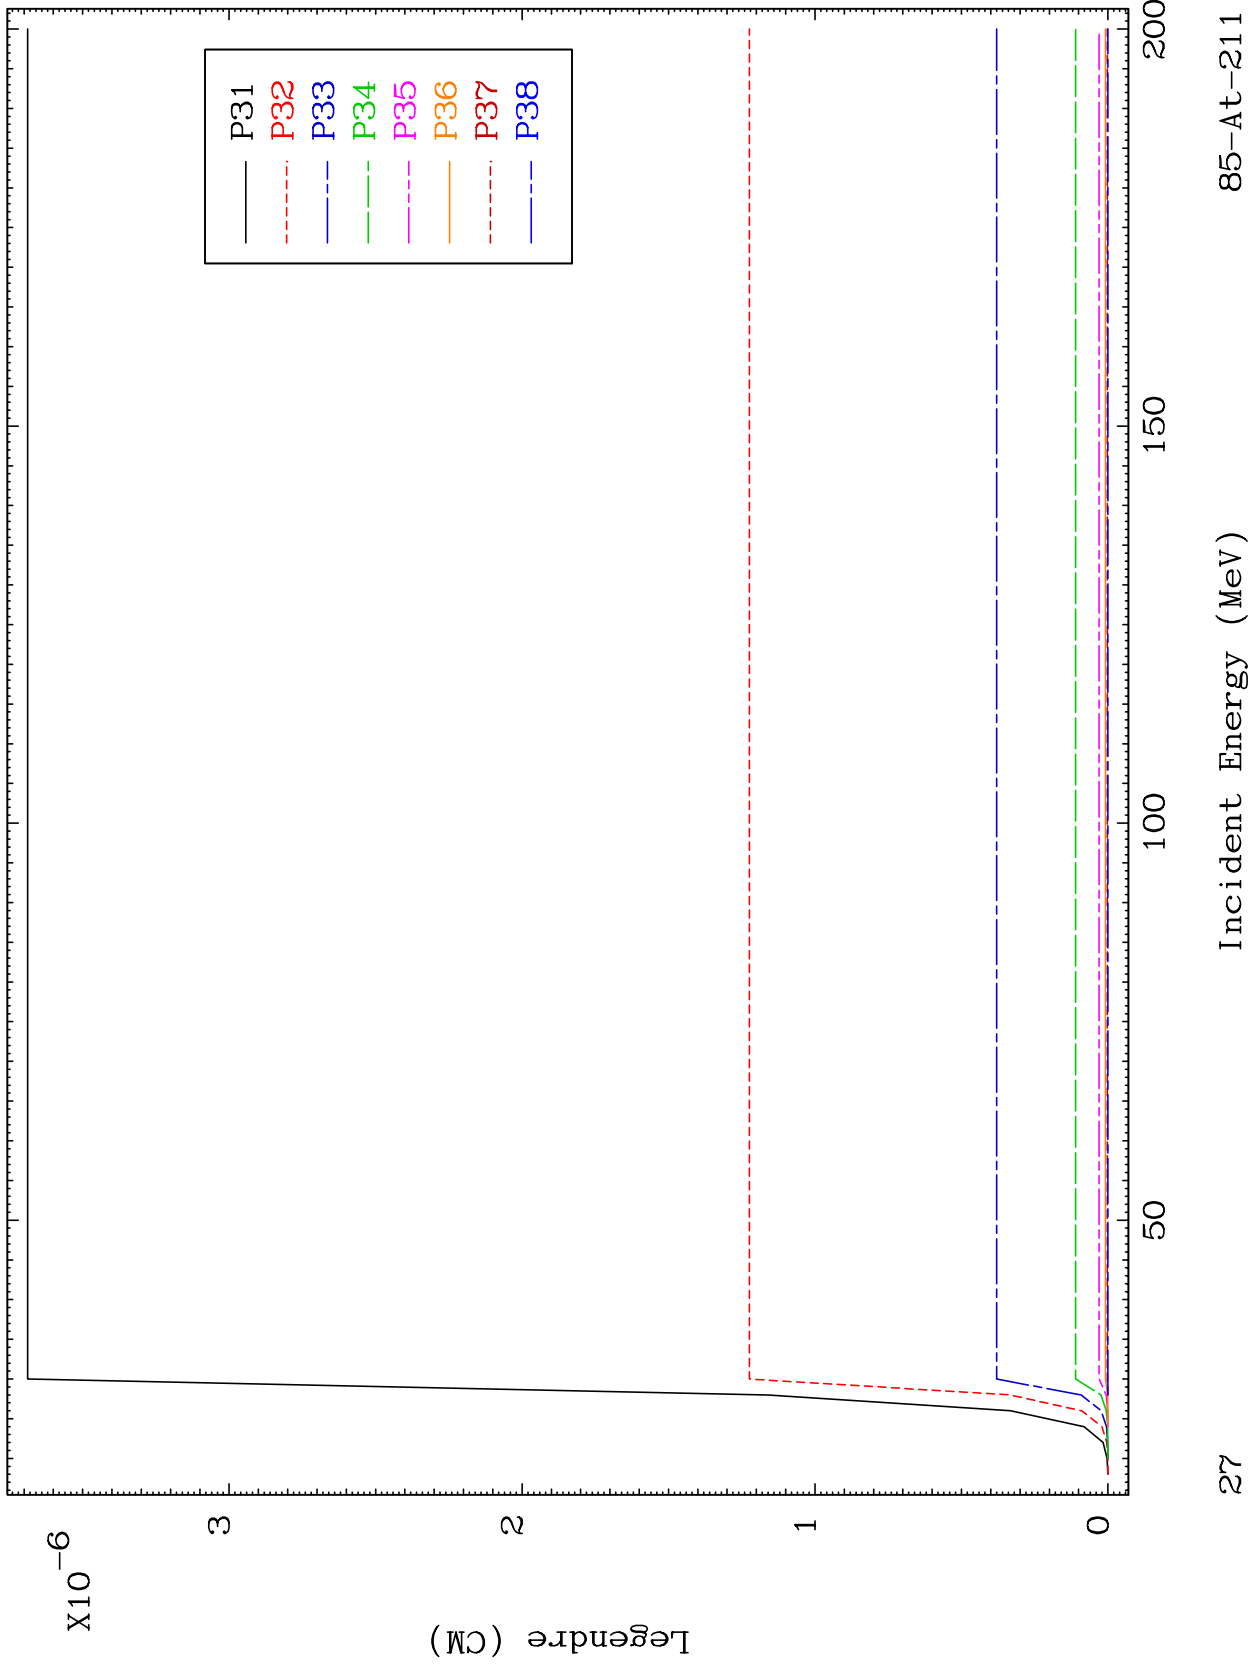 X10
-6
Legendre (CM)
3
2
1
0
P31
P32
P33
P34
P35
P36
P37
P38
50
100
150
200
Incident Energy (MeV)
27
85-At-211